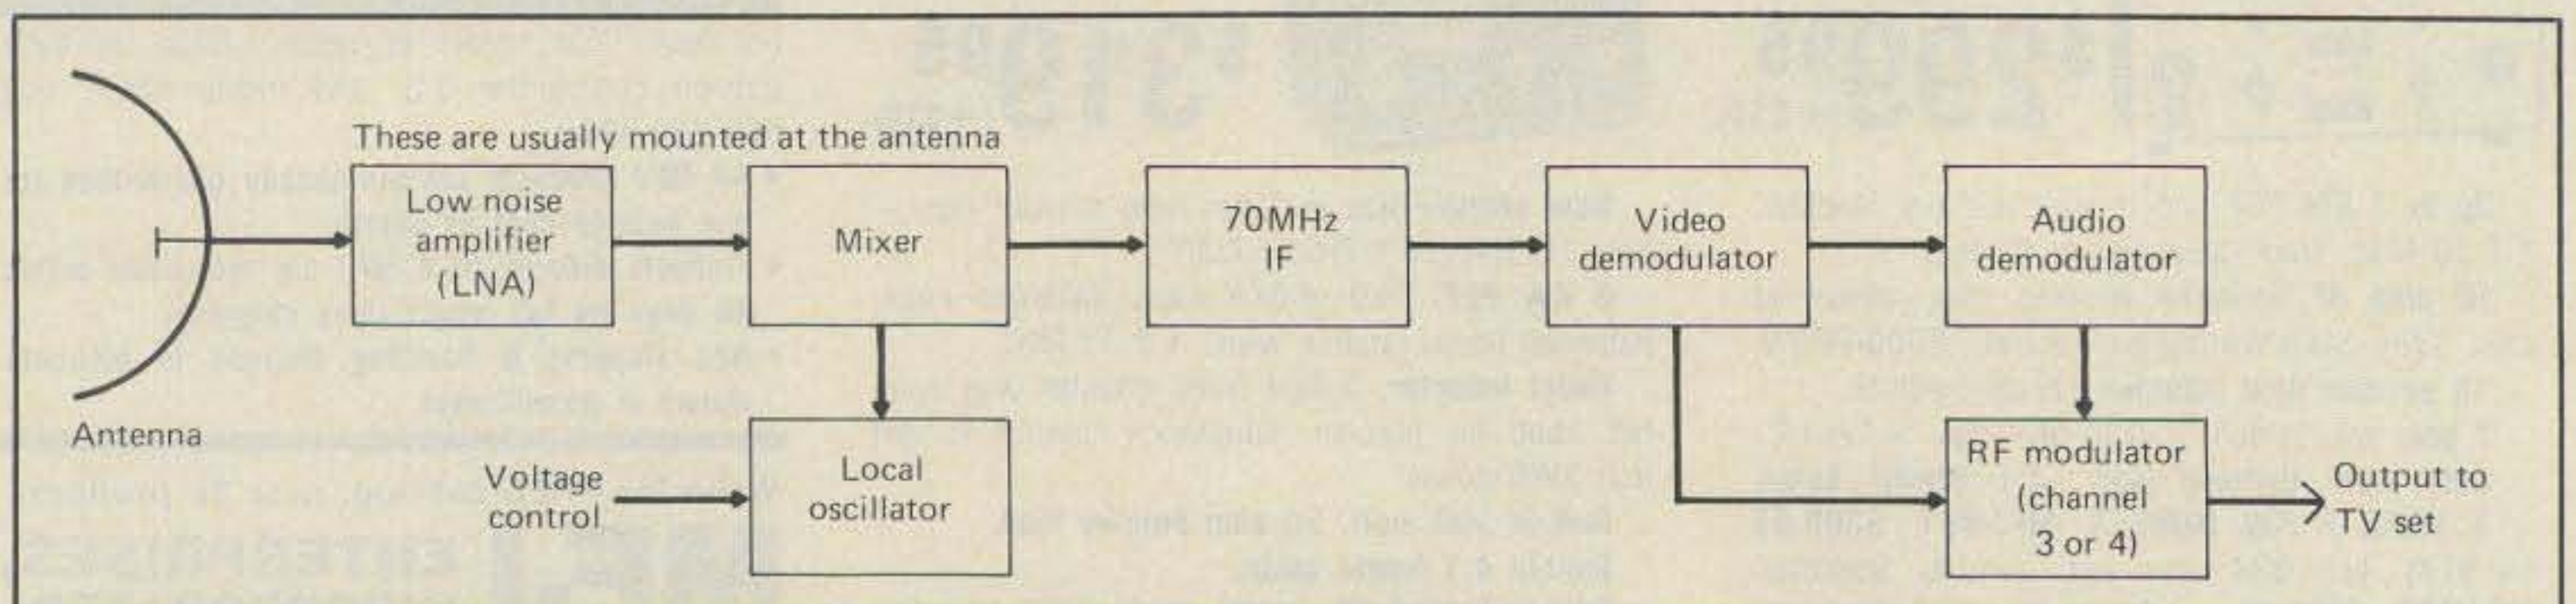 These are usually mounted at the antenna
Antenna
Low noise
amplifier
(LNA)
Mixer
70MHz
IF
Video
demodulator
Audio
demodulator
Voltage
control
Local
oscillator
RF modulator
(channel
3 or 4)
Output to
TV set